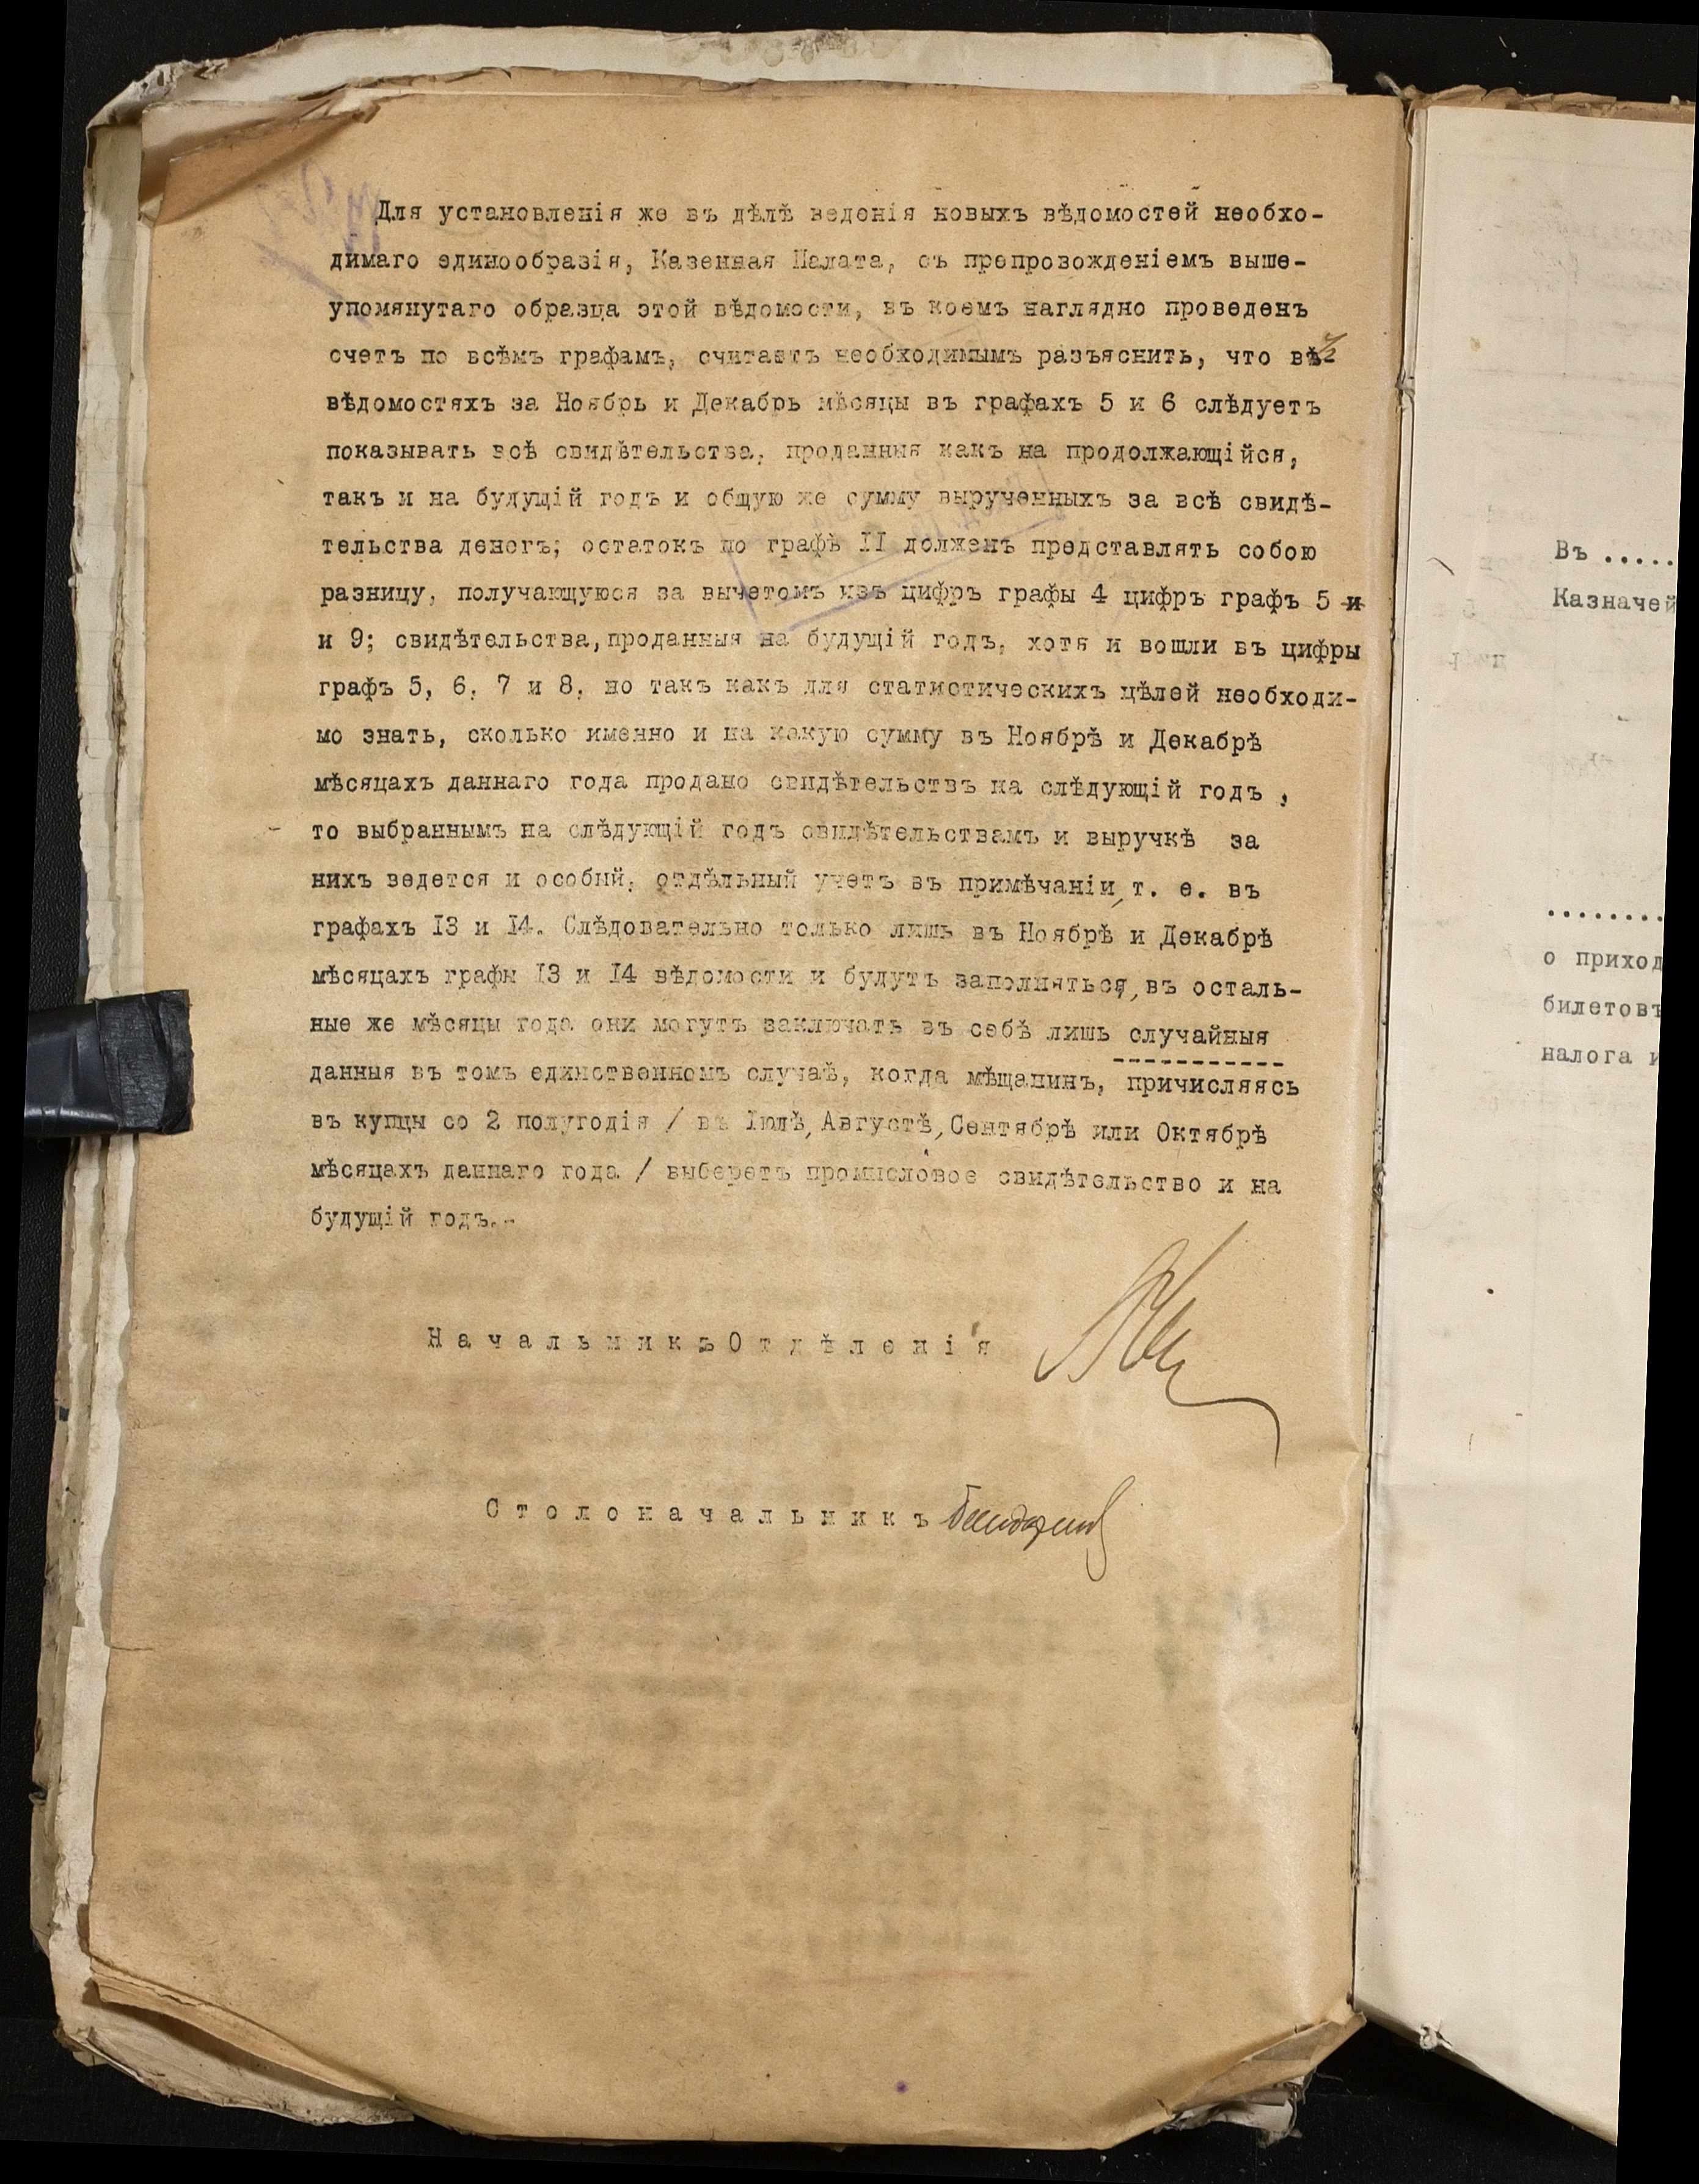 Для установленія же въ дѣлѣ веденія новыхъ вѣдомостей необхо-
димаго единообразія, Казенная Палата, съ препровожденіемъ выше-
упомянутаго образца этой вѣдомости, въ коемъ наглядно проведенъ
счетъ по всѣмъ графамъ, считаетъ необходимымъ разъяснить, что въ
вѣдомостяхъ за Ноябрь и Декабрь мѣсяцы въ графахъ 5 и 6 слѣдуетъ
показывать всѣ свидѣтельства, проданныя какъ на продолжающійся,
такъ и на будущій годъ и общую же сумму вырученныхъ за всѣ свидѣ-
тельства денегъ; остатокъ по графѣ II долженъ представлять собою
разницу, получающуюся за вычетомъ изъ цифръ графы 4 цифръ графъ 5 и
и 9; свидѣтельства, проданныя на будущій годъ, хотя и вошли въ цифры
графъ 5, 6, 7 и 8, но такъ какъ для статистическихъ цѣлей необходи-
мо знать, сколько именно и на какую сумму въ Ноябрѣ и Декабрѣ
мѣсяцахъ даннаго года продано свидѣтельствъ на слѣдующій годъ ,
то выбраннымъ на слѣдующій годъ свидѣтельствамъ и выручкѣ за
нихъ ведется и особый, отдѣльный учетъ въ примѣчаніи, т. е. въ
графахъ I3 и I4. Слѣдовательно только лишь въ Ноябрѣ и Декабрѣ
мѣсяцахъ графы I3 и I4 вѣдомости и будутъ заполняться, въ осталь-
ные же мѣсяцы года они могутъ заключать въ себѣ лишь случайныя
данныя въ томъ единственномъ случаѣ, когда мѣщанинъ, причисляясь
въ купцы со 2 полугодія / въ Іюлѣ, Августѣ, Сентябрѣ или Октябрѣ
мѣсяцахъ даннаго года / выберетъ промысловое свидѣтельство и на
будущій годъ.-
Начальникъ Отдѣленія
Столоначальникъ
Въ .....
Казначей
........
о приход
билетовъ
налога и